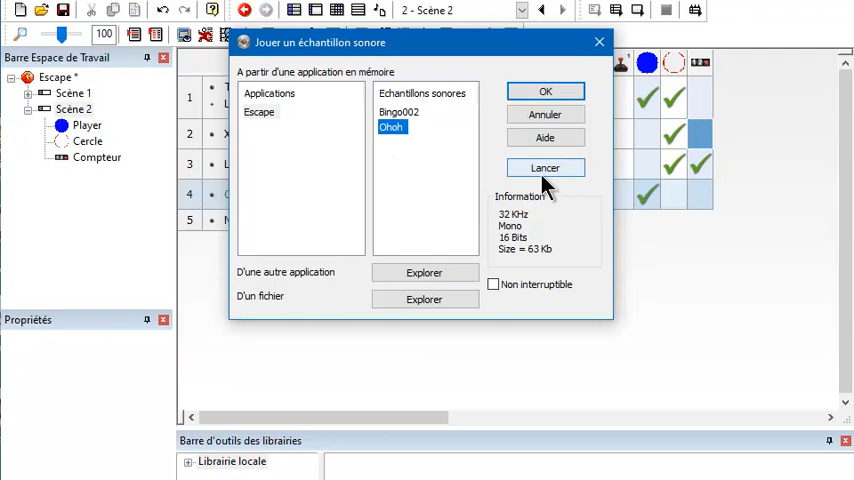 100
2 - Scène 2
Barre Espace de Travail
Escape *
Scène 1
Scène 2
Player
Cercle
Compteur
Propriétés
1
2
3
4
5
Jouer un échantillon sonore
A partir d'une application en mémoire
Applications
Escape
Echantillons sonores
Bingo002
Ohoh
OK
Annuler
Aide
Lancer
Information
32 KHz
Mono
16 Bits
Size = 63 Kb
Non interruptible
D'une autre application
Explorer
D'un fichier
Explorer
Barre d'outils des librairies
Librairie locale